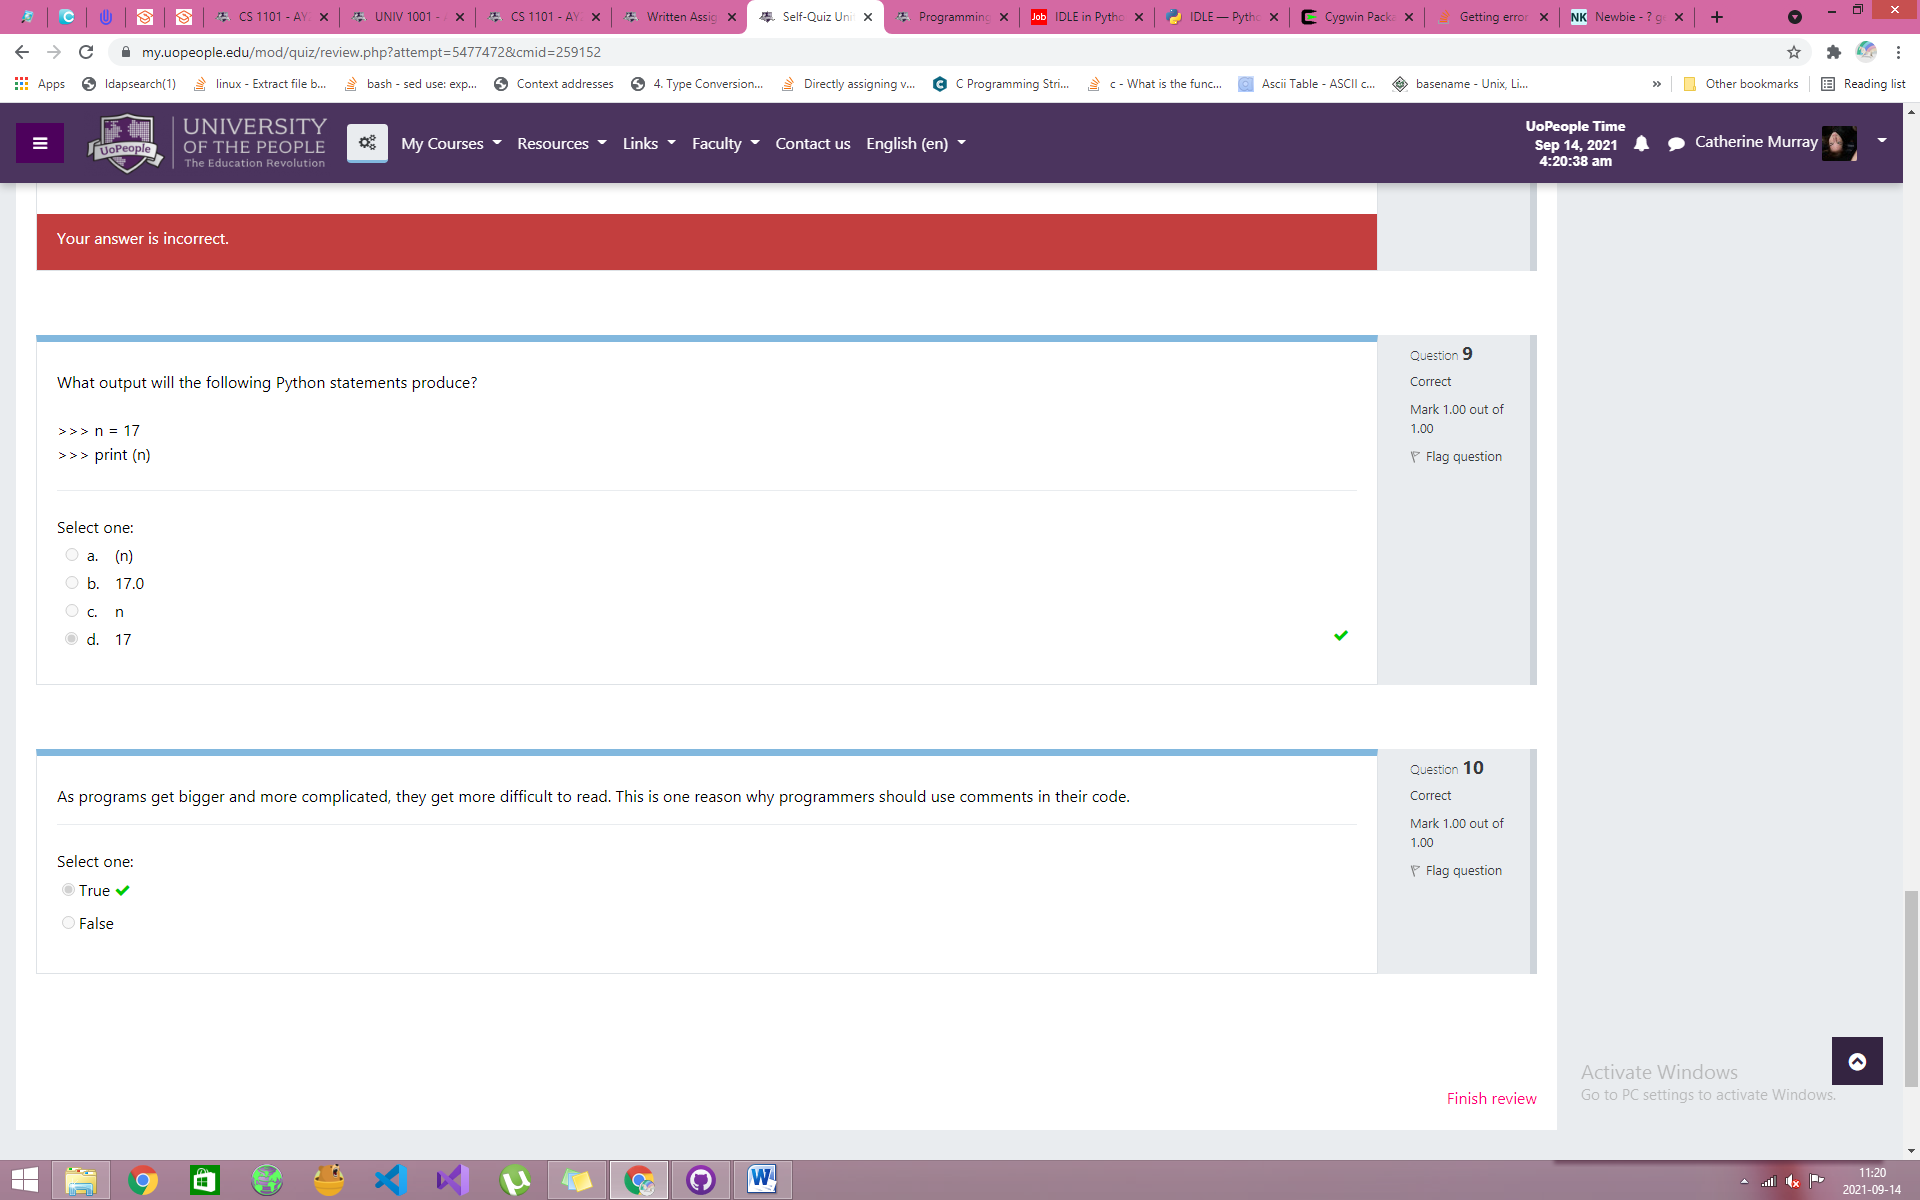 CS 1101 - AY
UNIV 1001 -
CS 1101 - AY
Written Assig
Self-Quiz Uni
Programming
Job IDLE in Pytho
IDLE — Pytho
Cygwin Packa
Getting error
NK Newbie - ? ge
my.uopeople.edu/mod/quiz/review.php?attempt=5477472&cmid=259152
Apps
ldapsearch(1)
linux - Extract file b...
bash - sed use: exp...
Context addresses
4. Type Conversion...
Directly assigning v...
C Programming Stri...
c - What is the func...
Ascii Table - ASCII c...
basename - Unix, Li...
»
Other bookmarks
Reading list
UoPeople
UNIVERSITY
OF THE PEOPLE
The Education Revolution
My Courses
Resources
Links
Faculty
Contact us
English (en)
UoPeople Time
Sep 14, 2021
4:20:38 am
Catherine Murray
Your answer is incorrect.
Question 9
Correct
Mark 1.00 out of
1.00
Flag question
What output will the following Python statements produce?
>>> n = 17
>>> print (n)
Select one:
a. (n)
b. 17.0
c. n
d. 17
Question 10
Correct
Mark 1.00 out of
1.00
Flag question
As programs get bigger and more complicated, they get more difficult to read. This is one reason why programmers should use comments in their code.
Select one:
True
False
Finish review
Activate Windows
Go to PC settings to activate Windows.
11:20
2021-09-14